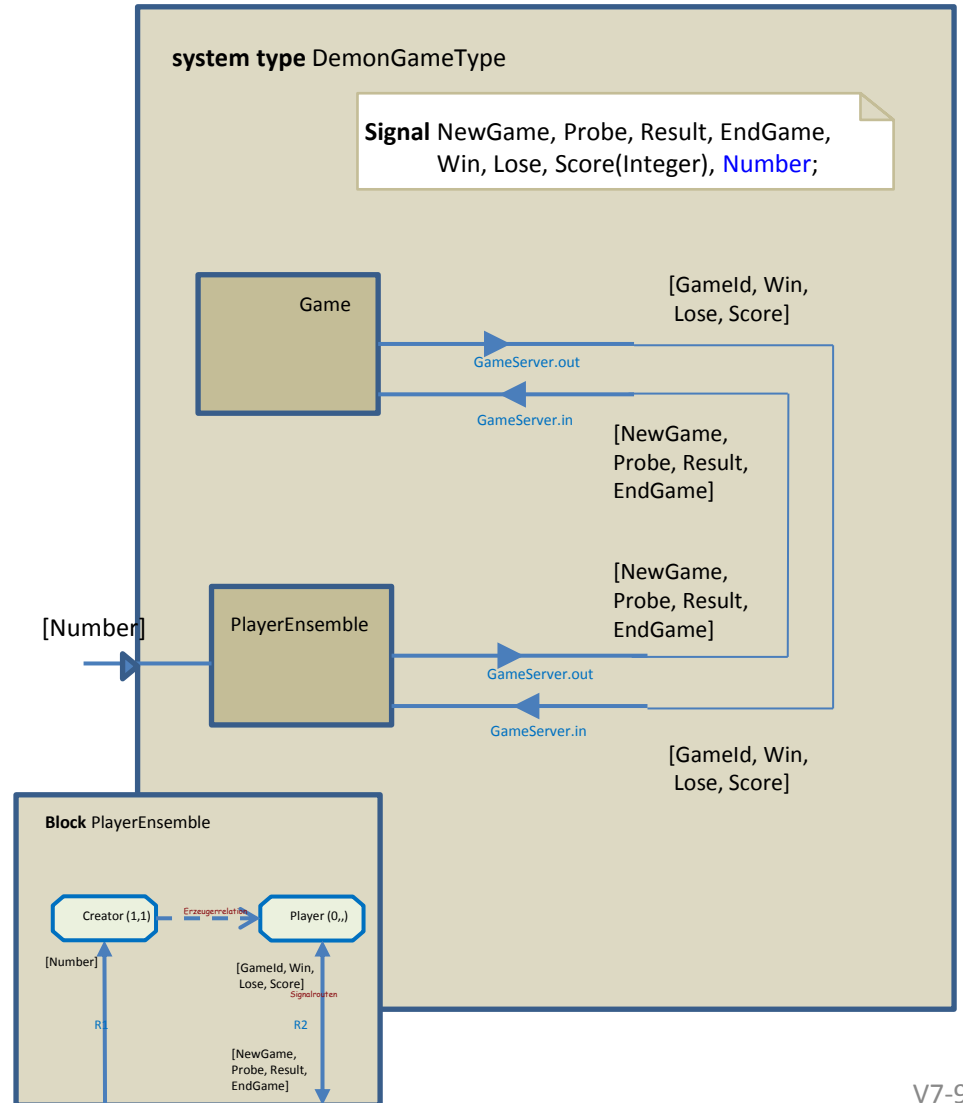 system type DemonGameType
Signal NewGame, Probe, Result, EndGame,
Win, Lose, Score(Integer), Number;
Game
[GameId, Win,
Lose, Score]
GameServer.out
GameServer.in
[NewGame,
Probe, Result,
EndGame]
[NewGame,
Probe, Result,
EndGame]
[Number]
PlayerEnsemble
GameServer.out
GameServer.in
[GameId, Win,
Lose, Score]
Block PlayerEnsemble
Creator (1,1)
Erzeugerrelation
Player (0,,)
[Number]
[GameId, Win,
Lose, Score]
Signalrouten
R1
R2
[NewGame,
Probe, Result,
EndGame]
V7-9